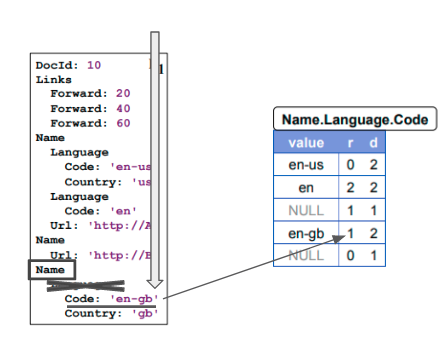 DocId: 10
Links
Forward: 20
Forward: 40
Forward: 60
Name
Language
Code: 'en-us
Country: 'us
Language
Code: 'en'
Url: 'http://A
Name
Url: 'http://B
Name
Code: 'en-gb'
Country: 'gb'
Name.Language.Code
value r d
en-us 0 2
en 2 2
NULL 1 1
en-gb 1 2
NULL 0 1